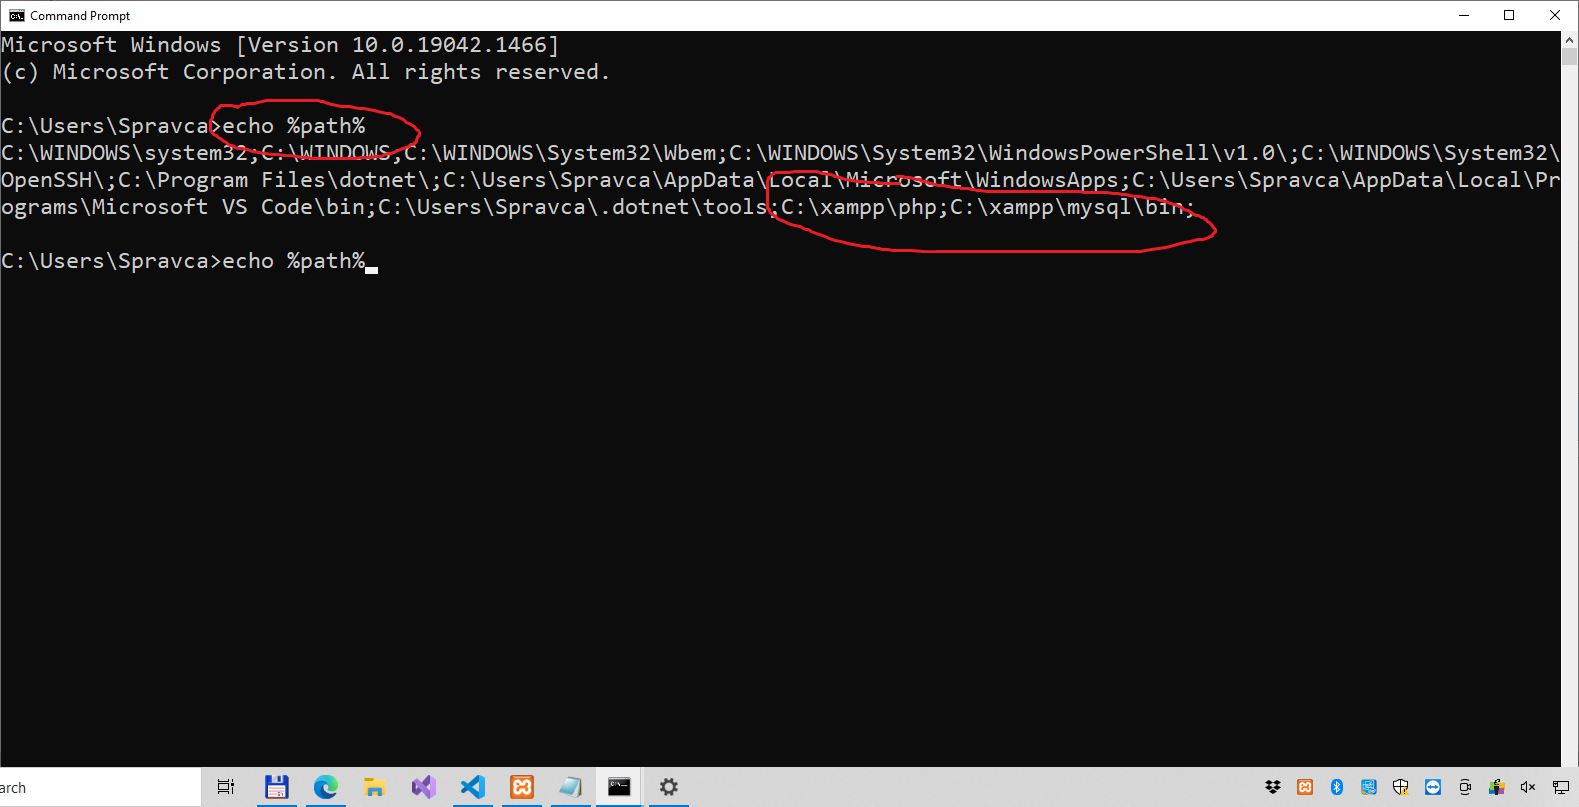 Command Prompt
Microsoft Windows [Version 10.0.19042.1466]
(c) Microsoft Corporation. All rights reserved.
C:\Users\Spravca>echo %path%
C:\WINDOWS\system32;C:\WINDOWS;C:\WINDOWS\System32\Wbem;C:\WINDOWS\System32\WindowsPowerShell\v1.0\;C:\WINDOWS\System32\
OpenSSH\;C:\Program Files\dotnet\;C:\Users\Spravca\AppData\Local\Microsoft\WindowsApps;C:\Users\Spravca\AppData\Local\Pr
ograms\Microsoft VS Code\bin;C:\Users\Spravca\.dotnet\tools;C:\xampp\php;C:\xampp\mysql\bin;
C:\Users\Spravca>echo %path%
arch